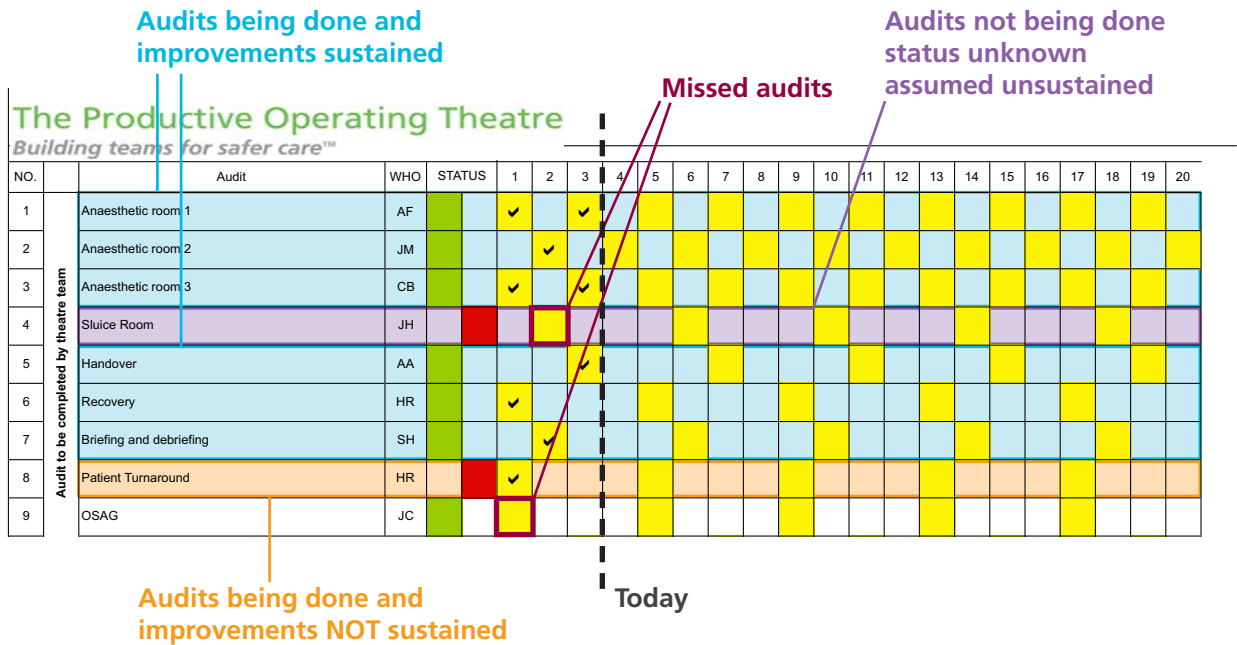 Audits being done and
improvements sustained
Audits not being done
status unknown
assumed unsustained
Missed audits
The Productive Operating Theatre
Building teams for safer care™
NO. Audit WHO STATUS 1 2 3 4 5 6 7 8 9 10 11 12 13 14 15 16 17 18 19 20
Audit to be completed by theatre team
1 Anaesthetic room 1 AF ✔ ✔
2 Anaesthetic room 2 JM ✔
3 Anaesthetic room 3 CB ✔ ✔
4 Sluice Room JH
5 Handover AA ✔
6 Recovery HR ✔
7 Briefing and debriefing SH ✔
8 Patient Turnaround HR ✔
9 OSAG JC
Today
Audits being done and
improvements NOT sustained